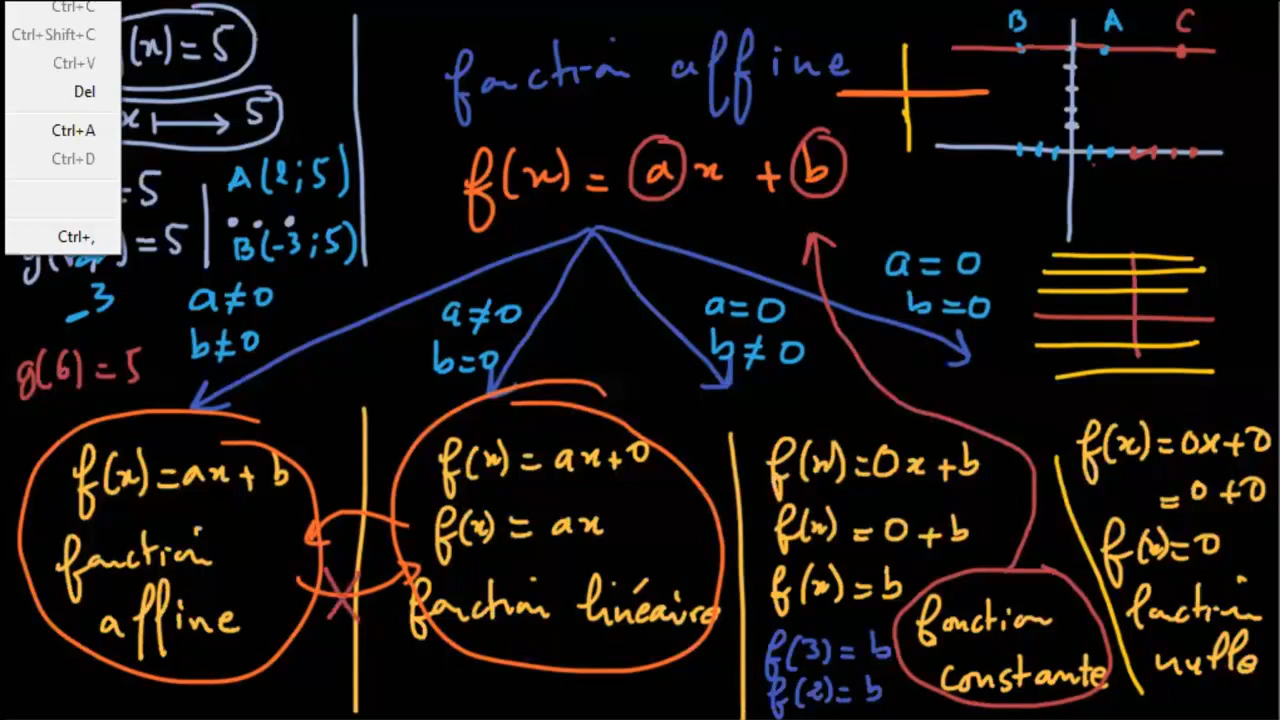 Ctrl+C
Ctrl+Shift+C
Ctrl+V
Del
Ctrl+A
Ctrl+D
Ctrl+,
(x) = 5
x ⟼ 5
= 5
) = 5
-3
g(6) = 5
A(2;5)
B(-3;5)
fonction affine
f(x) = ax + b
B A C
a ≠ 0
b ≠ 0
a ≠ 0
b = 0
a = 0
b ≠ 0
a = 0
b = 0
f(x) = ax + b
fonction
affine
f(x) = ax + 0
f(x) = ax
fonction linéaire
f(x) = 0x + b
f(x) = 0 + b
f(x) = b
f(3) = b
f(2) = b
fonction
constante
f(x) = 0x + 0
= 0 + 0
f(x) = 0
fonction
nulle